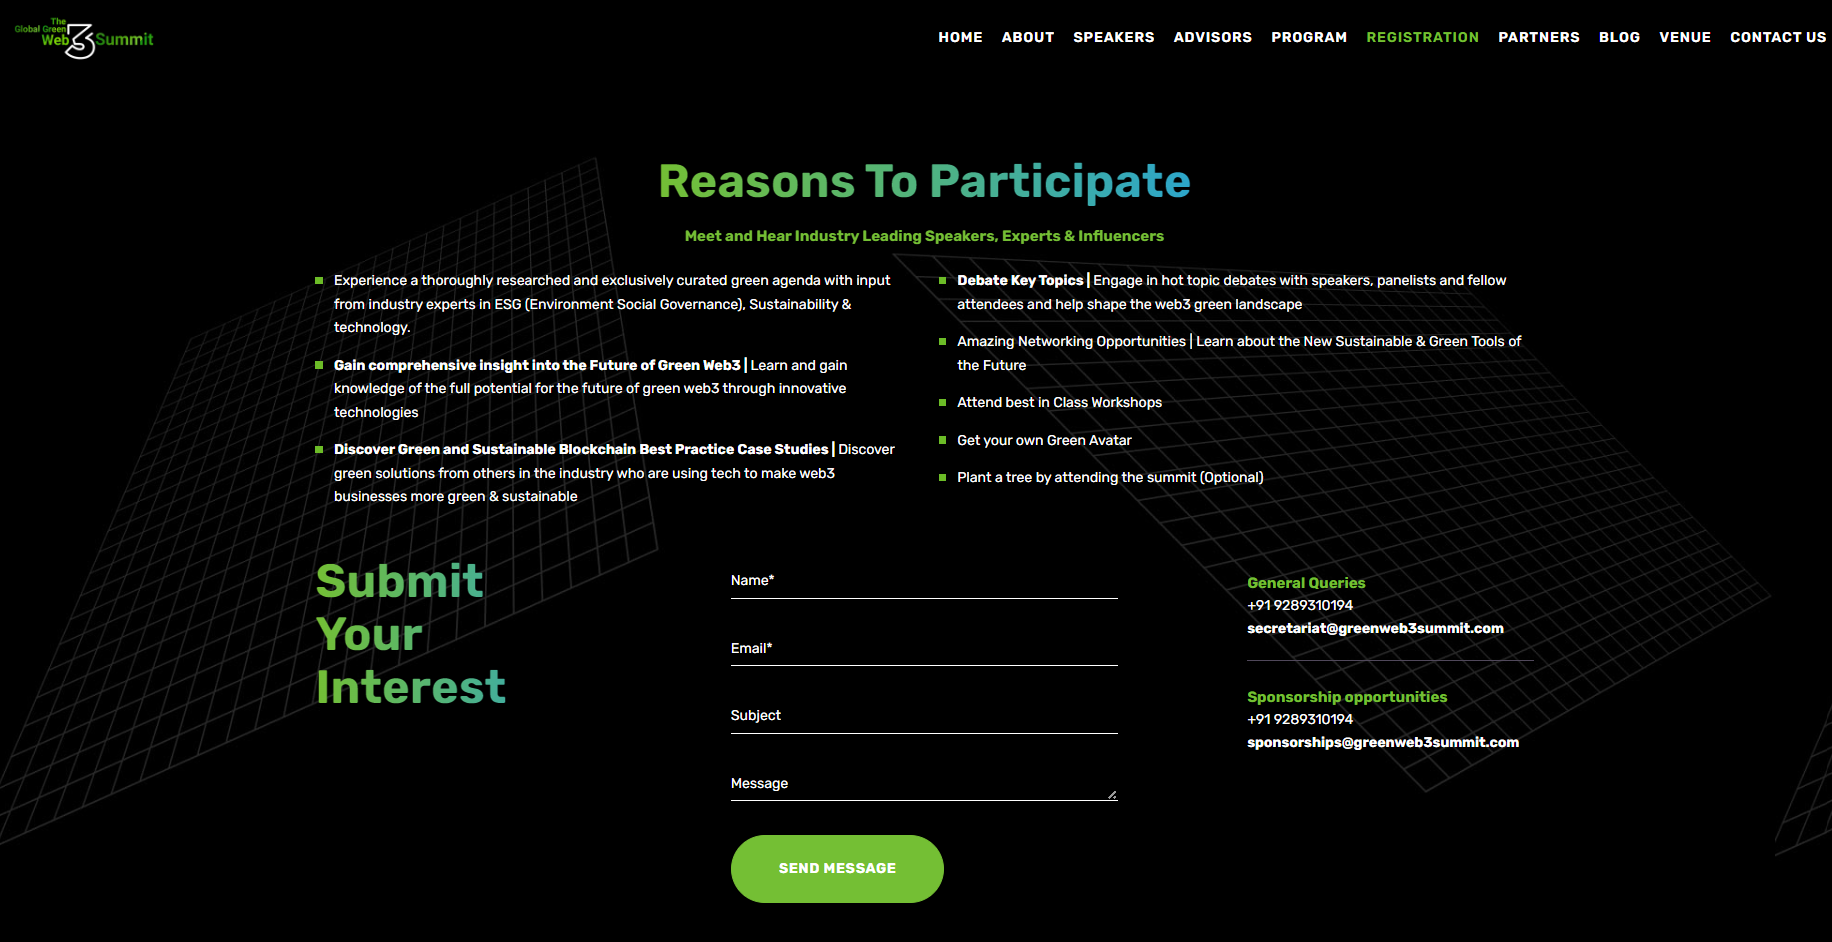 The
Global Green
Web3Summit
HOME ABOUT SPEAKERS ADVISORS PROGRAM REGISTRATION PARTNERS BLOG VENUE CONTACT US
Reasons To Participate
Meet and Hear Industry Leading Speakers, Experts & Influencers
Experience a thoroughly researched and exclusively curated green agenda with input
from industry experts in ESG (Environment Social Governance), Sustainability &
technology.
Gain comprehensive insight into the Future of Green Web3 | Learn and gain
knowledge of the full potential for the future of green web3 through innovative
technologies
Discover Green and Sustainable Blockchain Best Practice Case Studies | Discover
green solutions from others in the industry who are using tech to make web3
businesses more green & sustainable
Debate Key Topics | Engage in hot topic debates with speakers, panelists and fellow
attendees and help shape the web3 green landscape
Amazing Networking Opportunities | Learn about the New Sustainable & Green Tools of
the Future
Attend best in Class Workshops
Get your own Green Avatar
Plant a tree by attending the summit (Optional)
Submit
Your
Interest
Name*
Email*
Subject
Message
SEND MESSAGE
General Queries
+91 9289310194
secretariat@greenweb3summit.com
Sponsorship opportunities
+91 9289310194
sponsorships@greenweb3summit.com